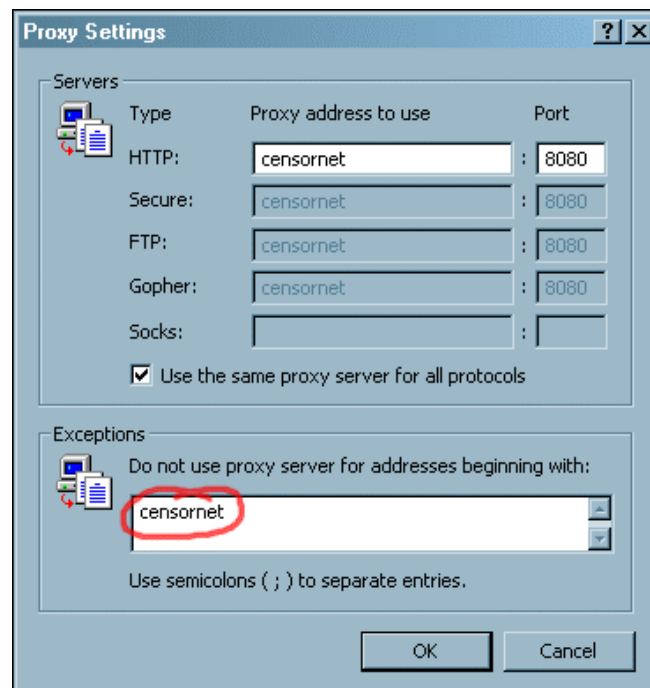 Proxy Settings ? X
Servers
Type Proxy address to use Port
HTTP: censornet : 8080
Secure: censornet : 8080
FTP: censornet : 8080
Gopher: censornet : 8080
Socks: :
Use the same proxy server for all protocols
Exceptions
Do not use proxy server for addresses beginning with:
censornet
Use semicolons ( ; ) to separate entries.
OK Cancel